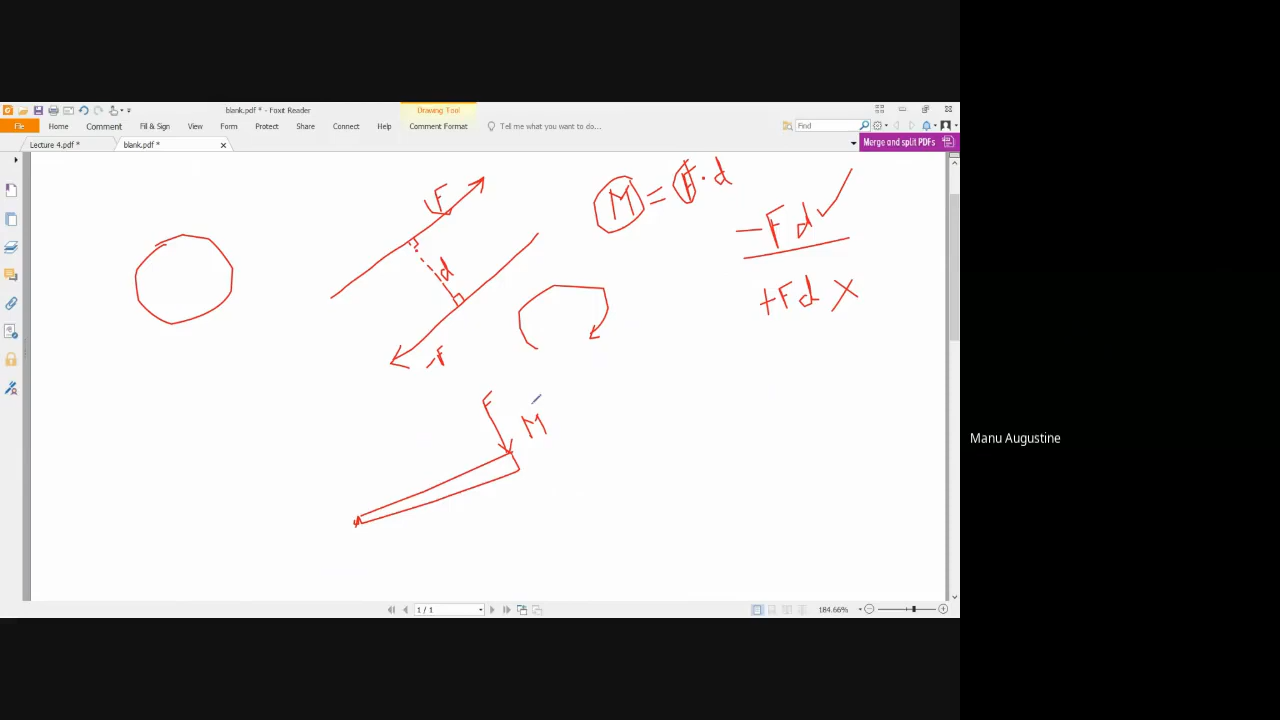 blank.pdf * - Foxit Reader
Drawing Tool
File Home Comment Fill & Sign View Form Protect Share Connect Help Comment Format Tell me what you want to do... Find
Lecture 4.pdf * blank.pdf * Merge and split PDFs
F
M = F · d
-Fd ✓
d
+Fd X
-F
F
M
Manu Augustine
1 / 1 184.66%